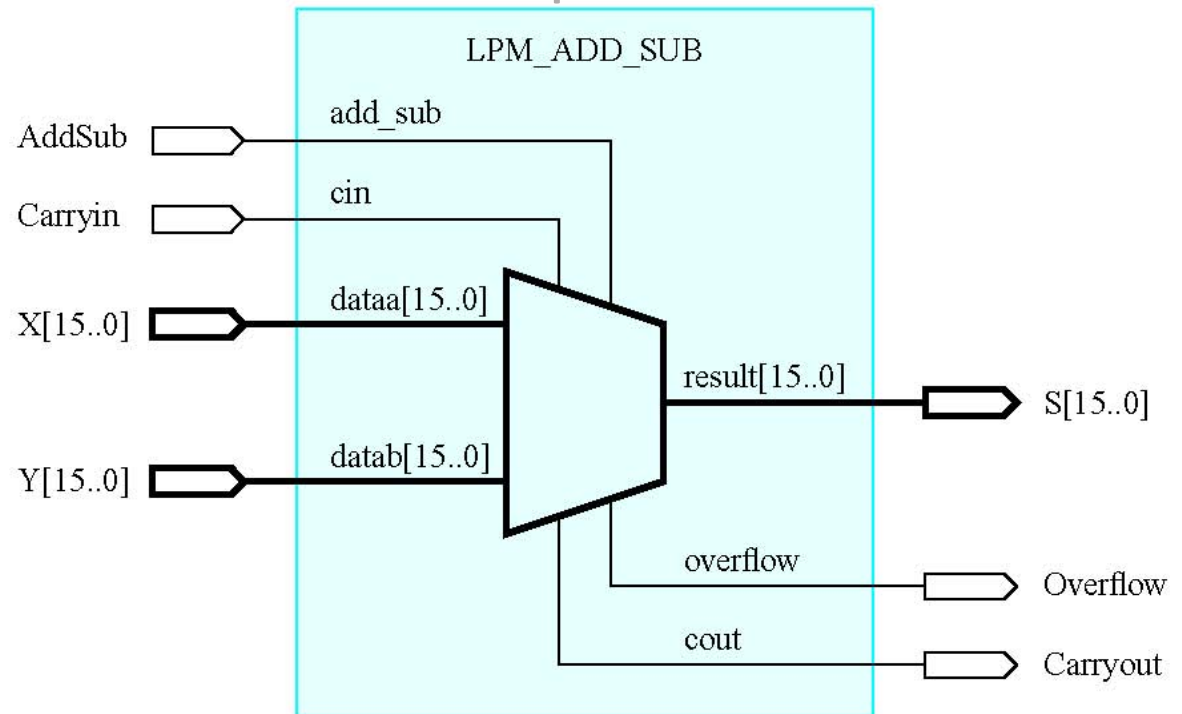 LPM_ADD_SUB
AddSub
add_sub
Carryin
cin
X[15..0]
dataa[15..0]
result[15..0]
S[15..0]
Y[15..0]
datab[15..0]
overflow
Overflow
cout
Carryout